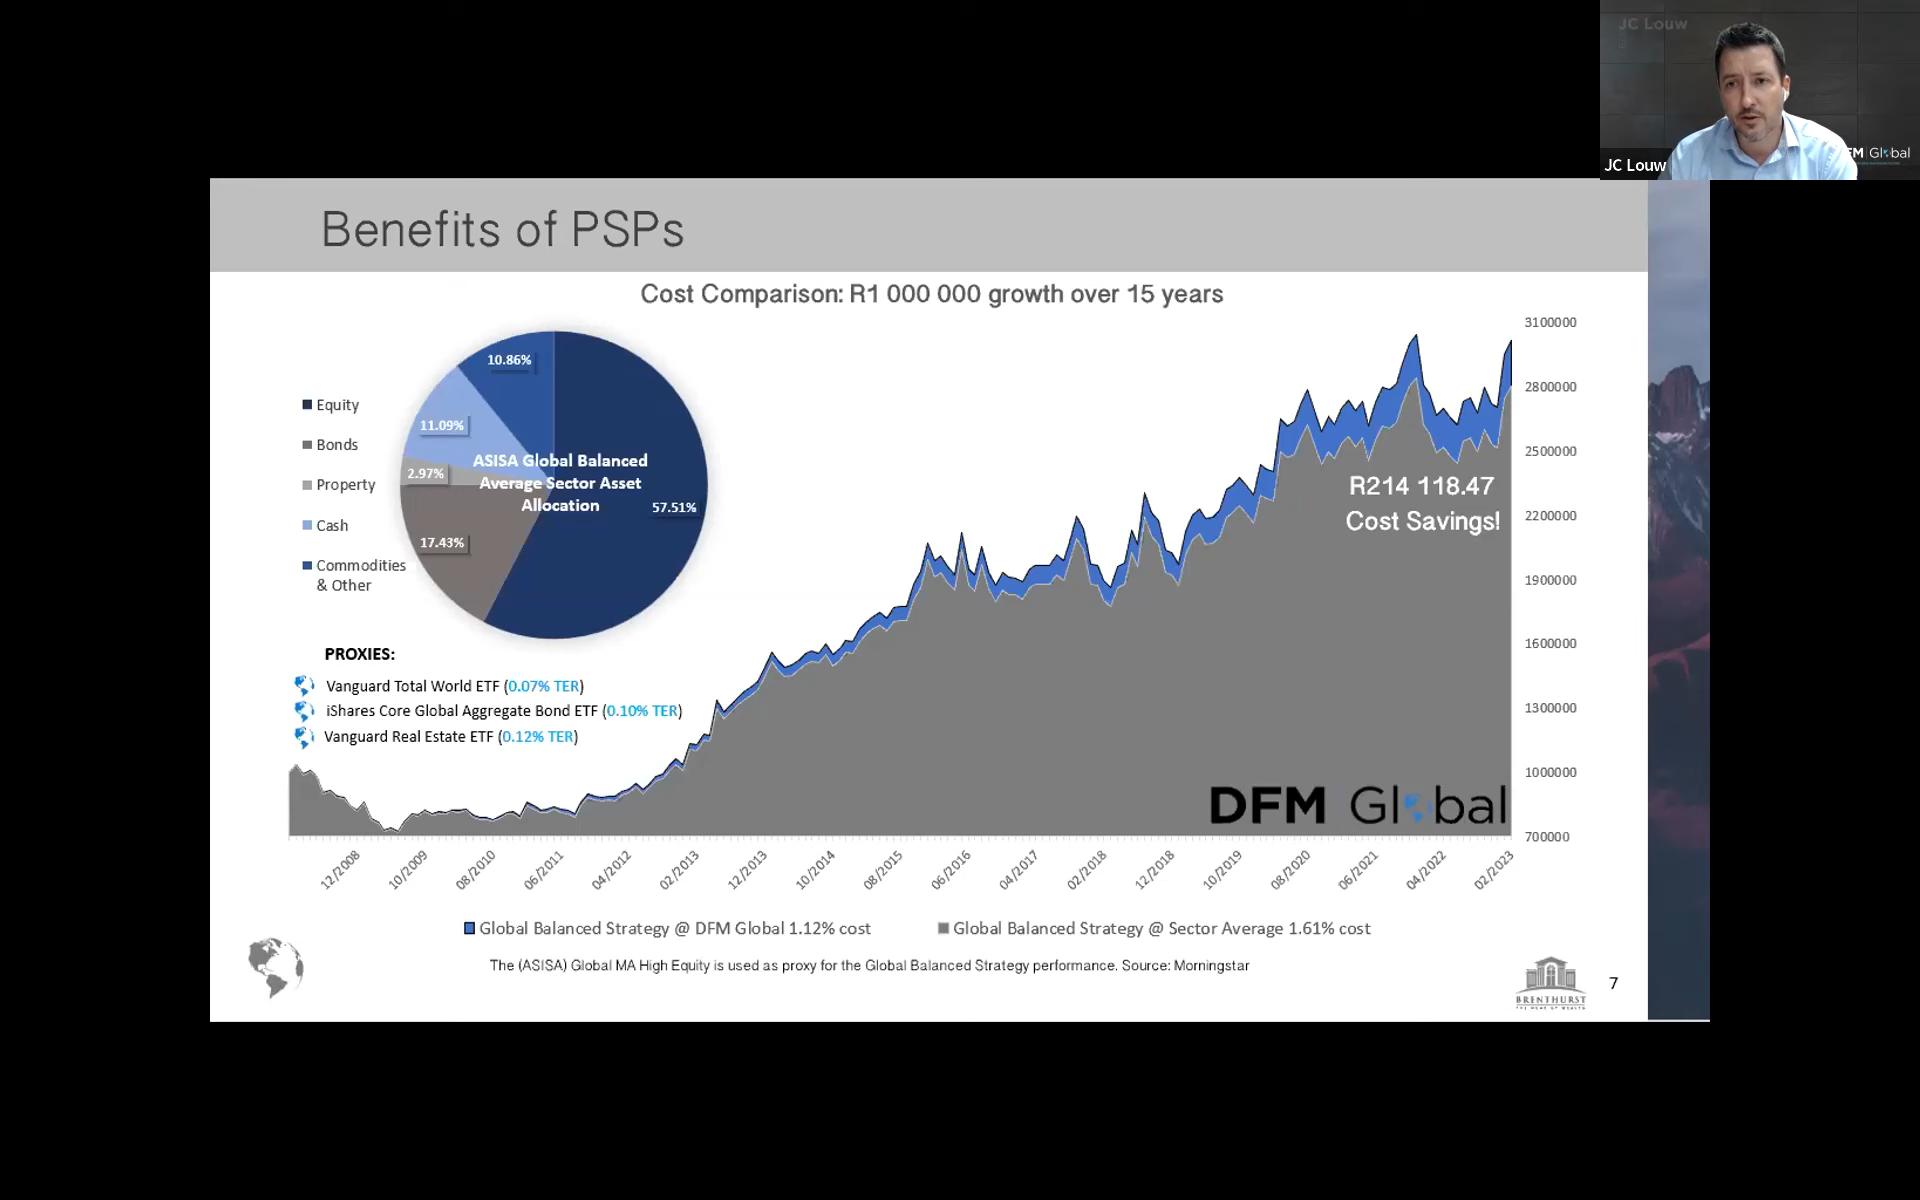 JC Louw
JC Louw
FM Global
Benefits of PSPs
Cost Comparison: R1 000 000 growth over 15 years
Equity
Bonds
Property
Cash
Commodities
& Other
10.86%
11.09%
2.97%
17.43%
57.51%
ASISA Global Balanced
Average Sector Asset
Allocation
PROXIES:
Vanguard Total World ETF (0.07% TER)
iShares Core Global Aggregate Bond ETF (0.10% TER)
Vanguard Real Estate ETF (0.12% TER)
3100000
2800000
2500000
2200000
1900000
1600000
1300000
1000000
700000
R214 118.47
Cost Savings!
DFM Global
12/2008
10/2009
08/2010
06/2011
04/2012
02/2013
12/2013
10/2014
08/2015
06/2016
04/2017
02/2018
12/2018
10/2019
08/2020
06/2021
04/2022
02/2023
Global Balanced Strategy @ DFM Global 1.12% cost
Global Balanced Strategy @ Sector Average 1.61% cost
The (ASISA) Global MA High Equity is used as proxy for the Global Balanced Strategy performance. Source: Morningstar
BRENTHURST
7